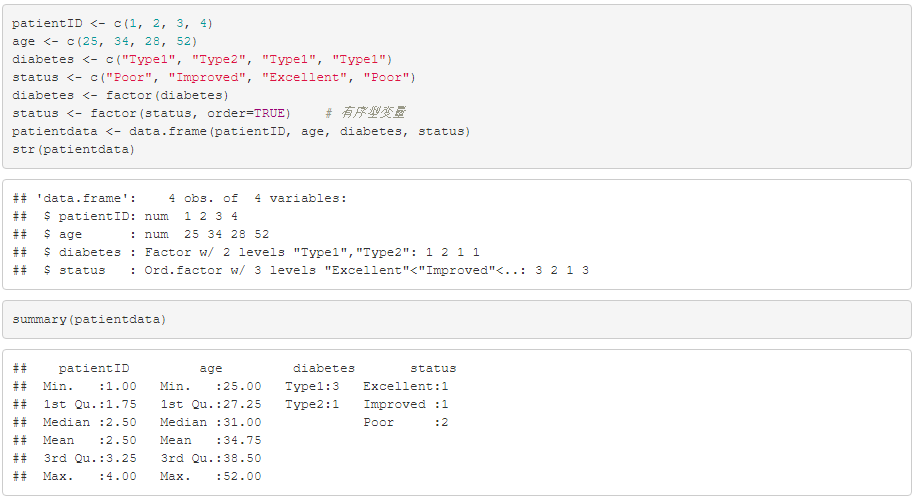 patientID <- c(1, 2, 3, 4)
age <- c(25, 34, 28, 52)
diabetes <- c("Type1", "Type2", "Type1", "Type1")
status <- c("Poor", "Improved", "Excellent", "Poor")
diabetes <- factor(diabetes)
status <- factor(status, order=TRUE)    # 有序型变量
patientdata <- data.frame(patientID, age, diabetes, status)
str(patientdata)
## 'data.frame':    4 obs. of  4 variables:
##  $ patientID: num  1 2 3 4
##  $ age      : num  25 34 28 52
##  $ diabetes : Factor w/ 2 levels "Type1","Type2": 1 2 1 1
##  $ status   : Ord.factor w/ 3 levels "Excellent"<"Improved"<..: 3 2 1 3
summary(patientdata)
##    patientID         age         diabetes       status
##  Min.   :1.00   Min.   :25.00   Type1:3   Excellent:1
##  1st Qu.:1.75   1st Qu.:27.25   Type2:1   Improved :1
##  Median :2.50   Median :31.00             Poor     :2
##  Mean   :2.50   Mean   :34.75
##  3rd Qu.:3.25   3rd Qu.:38.50
##  Max.   :4.00   Max.   :52.00